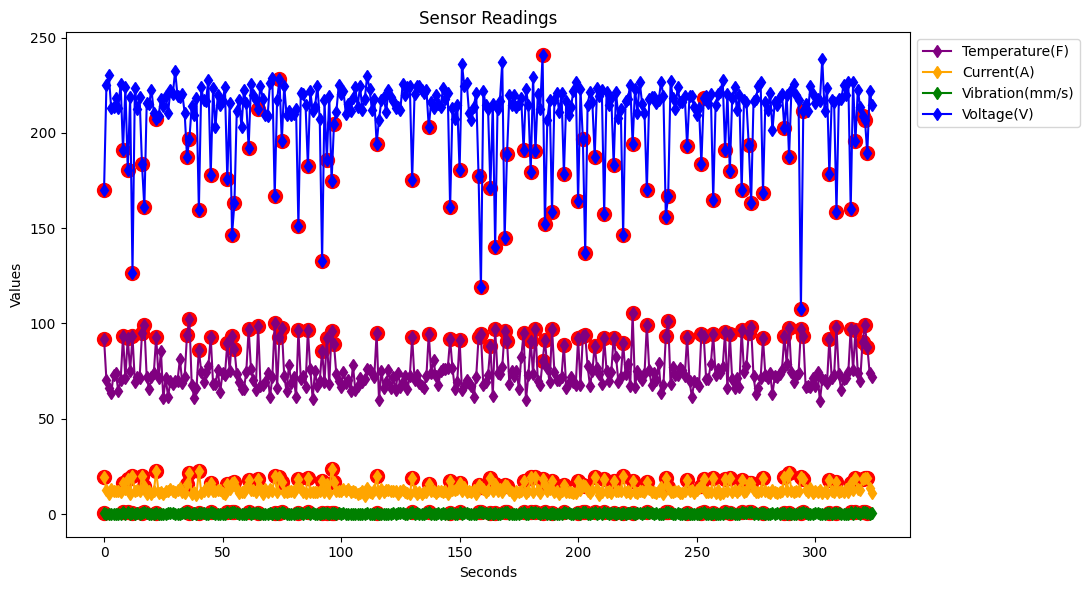 Sensor Readings
250
200
150
100
50
0
Values
0 50 100 150 200 250 300
Seconds
Temperature(F)
Current(A)
Vibration(mm/s)
Voltage(V)